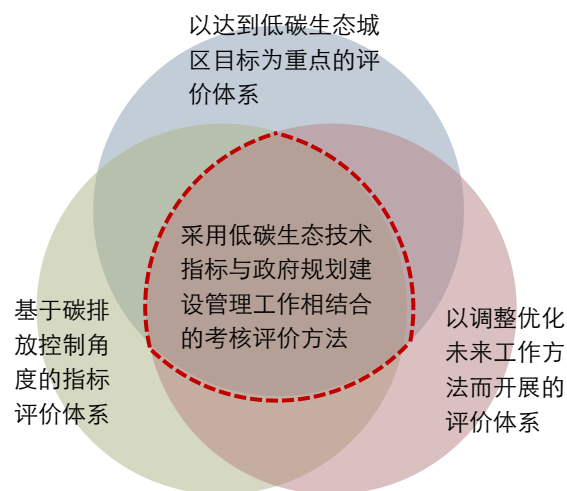 以达到低碳生态城
区目标为重点的评
价体系
采用低碳生态技术
指标与政府规划建
设管理工作相结合
的考核评价方法
基于碳排
放控制角
度的指标
评价体系
以调整优化
未来工作方
法而开展的
评价体系